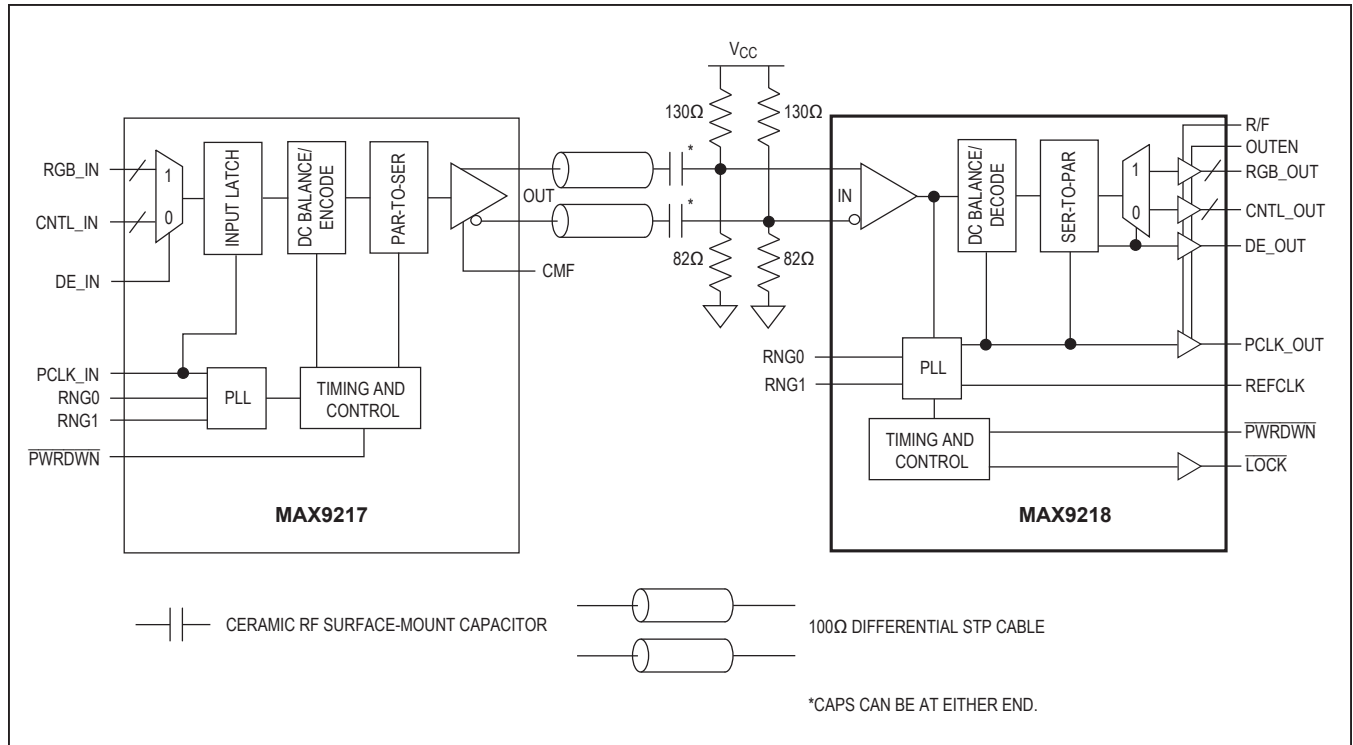 VCC
130Ω
130Ω
*
*
82Ω
82Ω
RGB_IN
CNTL_IN
DE_IN
PCLK_IN
RNG0
RNG1
PWRDWN
1
0
INPUT LATCH
DC BALANCE/
ENCODE
PAR-TO-SER
PLL
TIMING AND
CONTROL
OUT
CMF
MAX9217
IN
RNG0
RNG1
DC BALANCE/
DECODE
SER-TO-PAR
1
0
PLL
TIMING AND
CONTROL
R/F
OUTEN
RGB_OUT
CNTL_OUT
DE_OUT
PCLK_OUT
REFCLK
PWRDWN
LOCK
MAX9218
CERAMIC RF SURFACE-MOUNT CAPACITOR
100Ω DIFFERENTIAL STP CABLE
*CAPS CAN BE AT EITHER END.